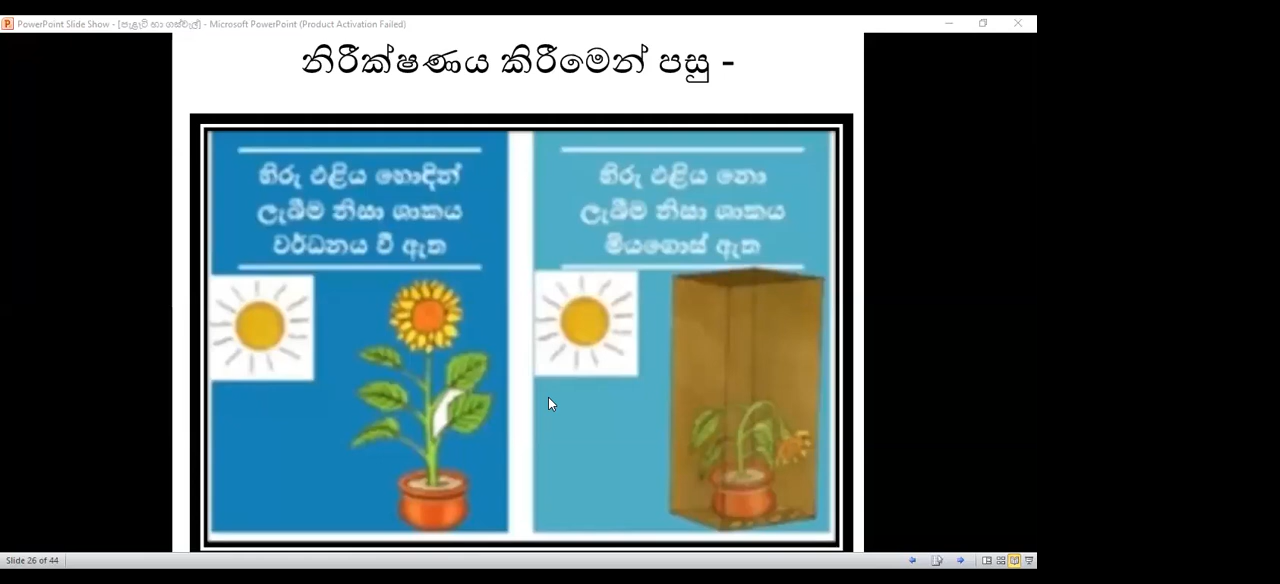 PowerPoint Slide Show - [පැළෑටි හා ගස්වැල්] - Microsoft PowerPoint (Product Activation Failed)
නිරීක්ෂණය කිරීමෙන් පසු -
හිරු එළිය හොඳින්
ලැබීම නිසා ශාකය
වර්ධනය වී ඇත
හිරු එළිය නො
ලැබීම නිසා ශාකය
මියගොස් ඇත
Slide 26 of 44